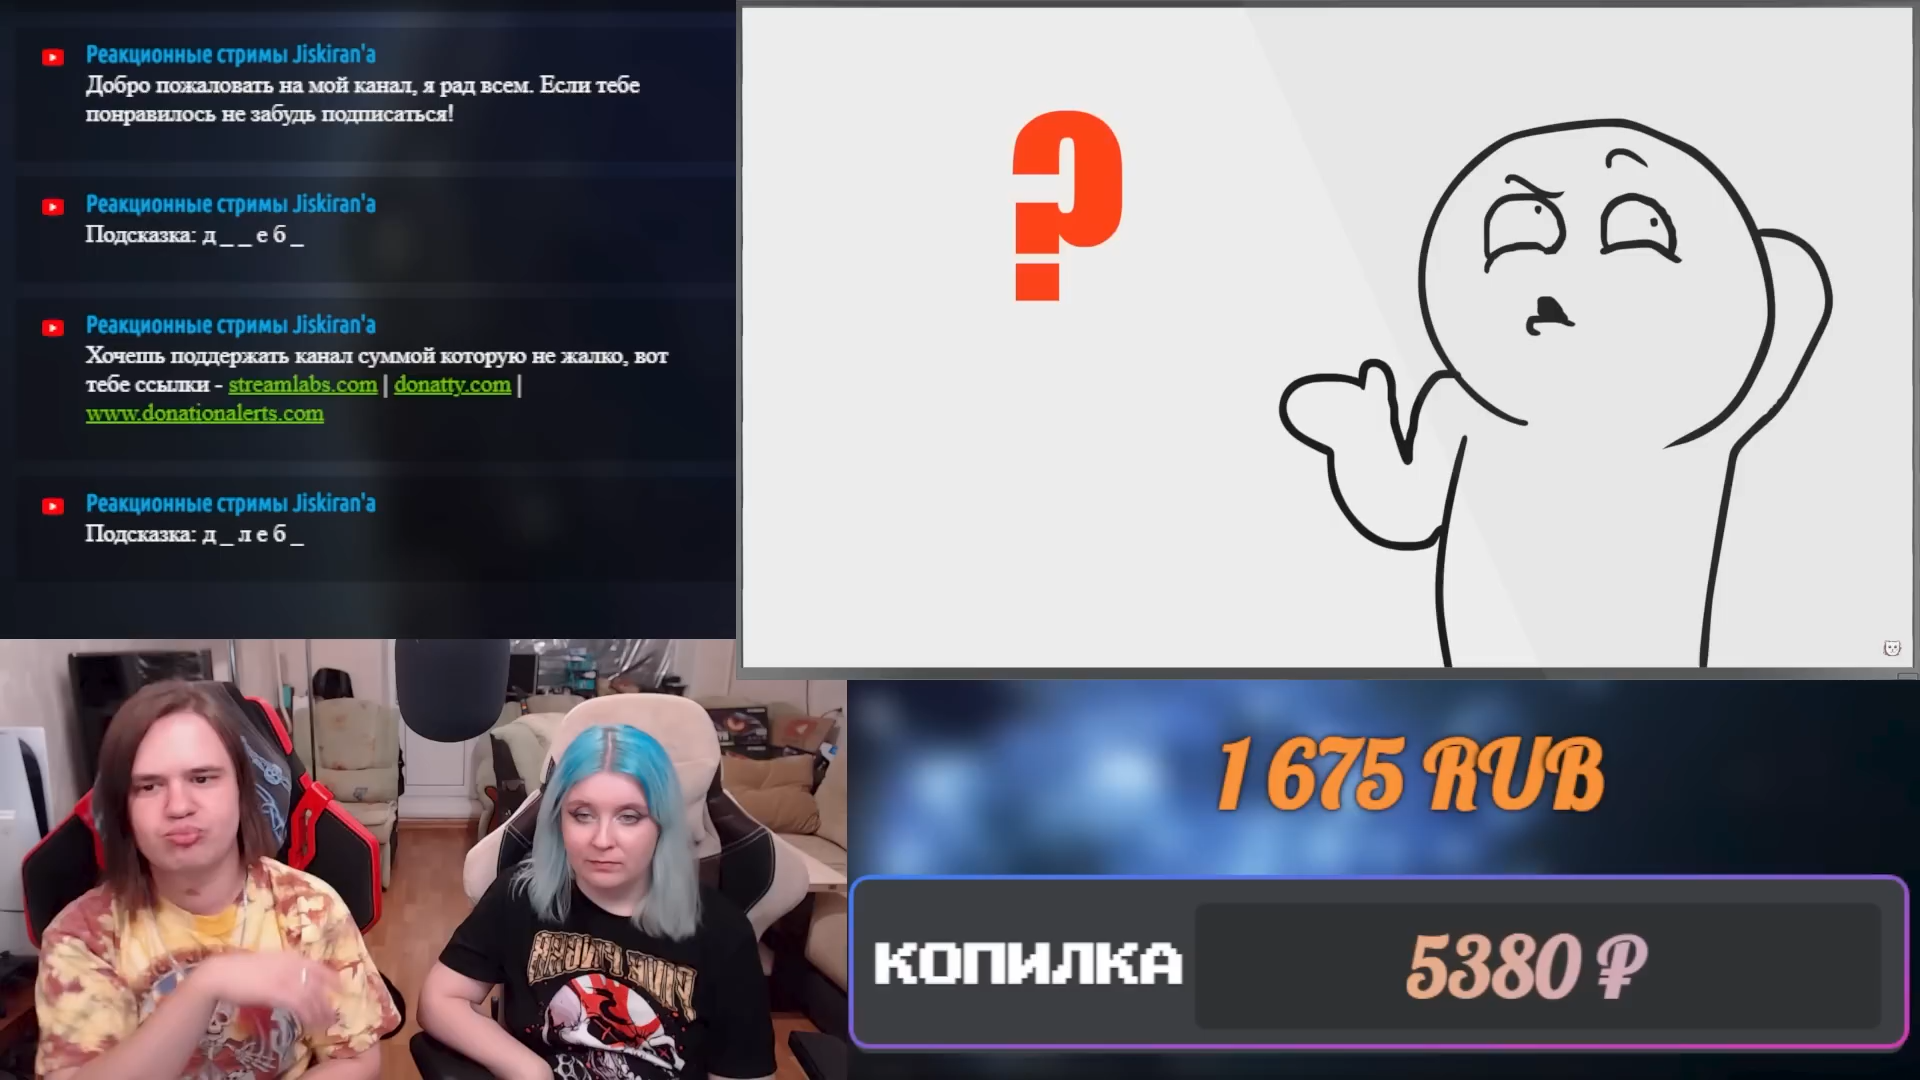 Реакционные стримы Jiskiran'a
Добро пожаловать на мой канал, я рад всем. Если тебе
понравилось не забудь подписаться!
Реакционные стримы Jiskiran'a
Подсказка: д _ _ е б _
Реакционные стримы Jiskiran'a
Хочешь поддержать канал суммой которую не жалко, вот
тебе ссылки - streamlabs.com | donatty.com |
www.donationalerts.com
Реакционные стримы Jiskiran'a
Подсказка: д _ л е б _
?
1 675 RUB
КОПИЛКА
5380 ₽